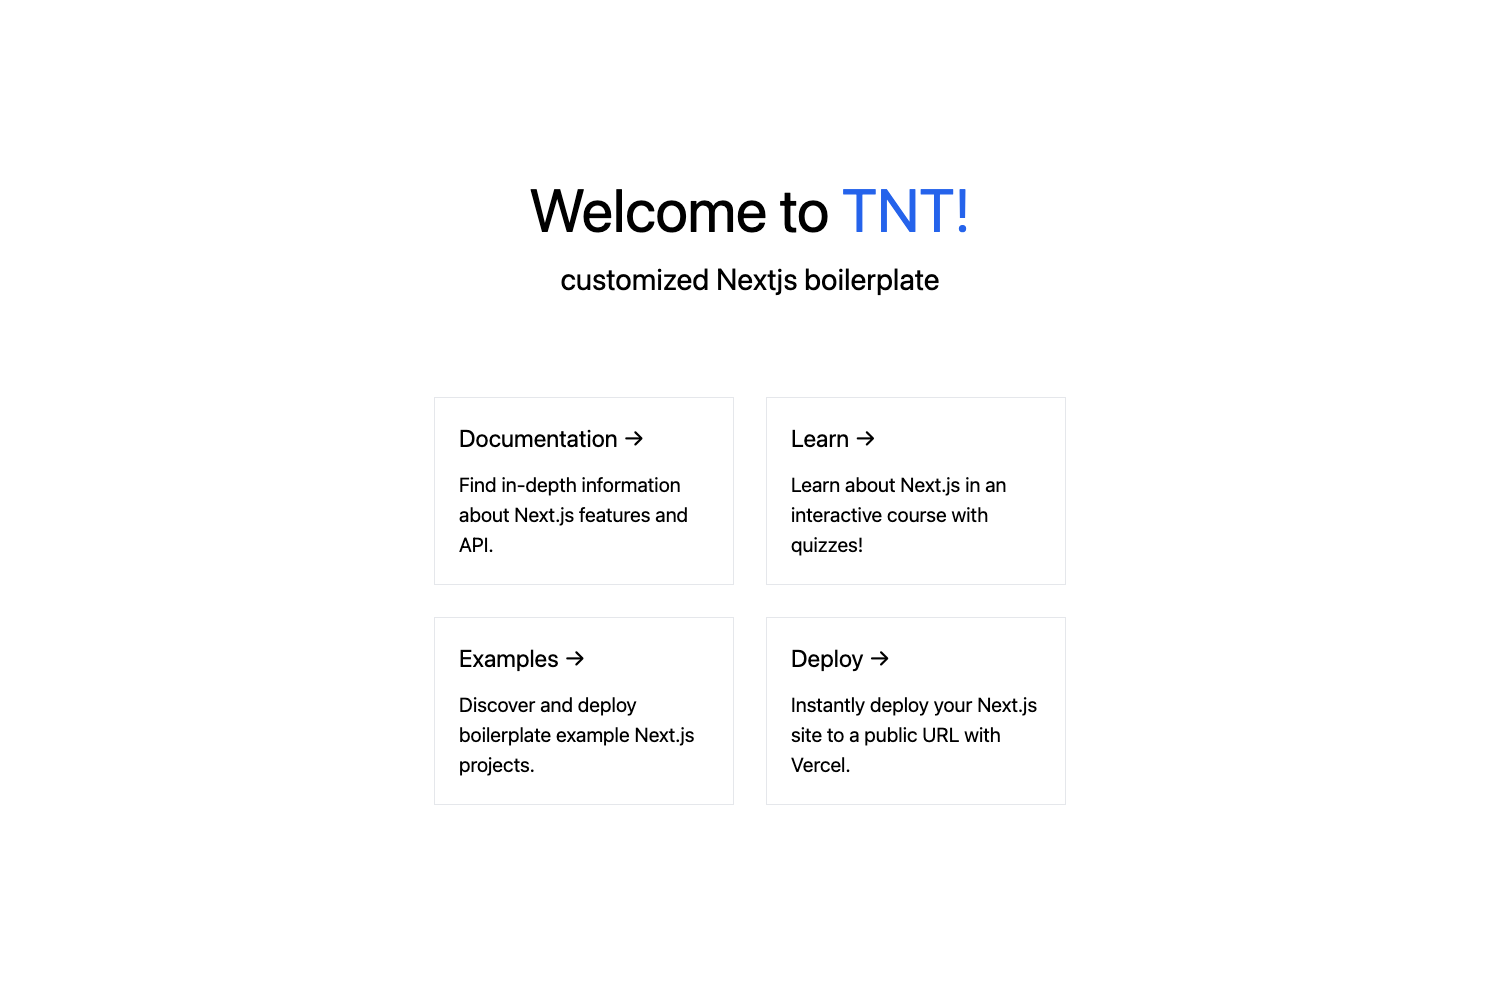 Welcome to TNT!
customized Nextjs boilerplate
Documentation →
Find in-depth information
about Next.js features and
API.
Learn →
Learn about Next.js in an
interactive course with
quizzes!
Examples →
Discover and deploy
boilerplate example Next.js
projects.
Deploy →
Instantly deploy your Next.js
site to a public URL with
Vercel.